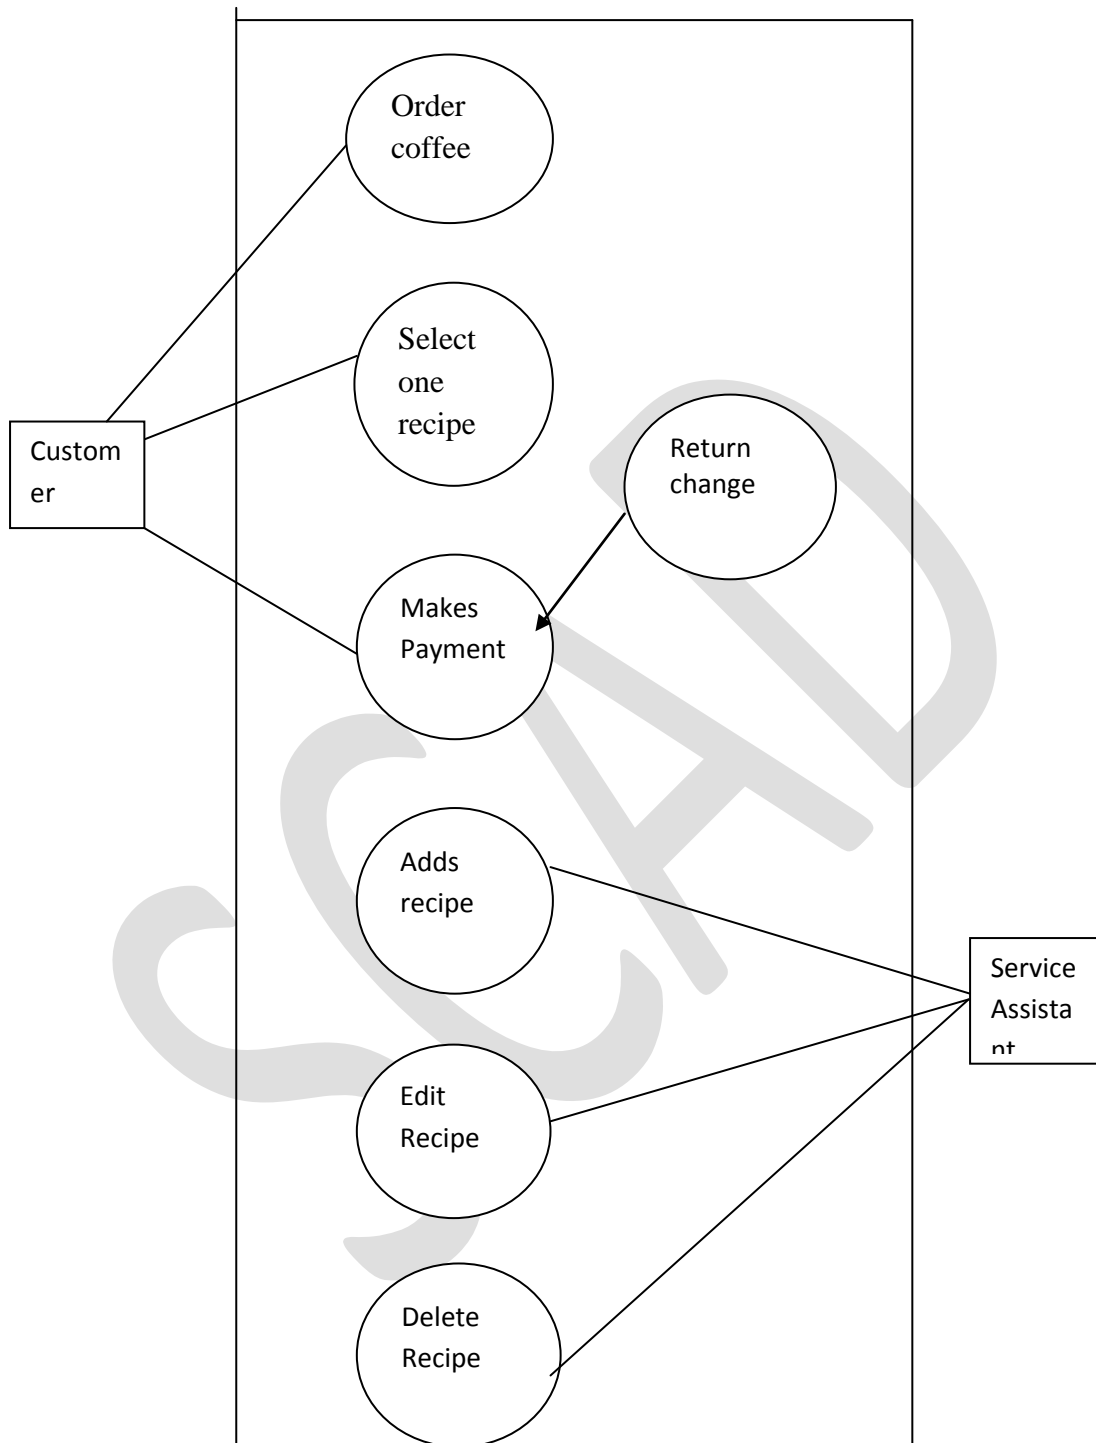 Order
coffee
Select
one
recipe
Custom
er
Return
change
Makes
Payment
Adds
recipe
Service
Assista
nt
Edit
Recipe
Delete
Recipe
SCAD